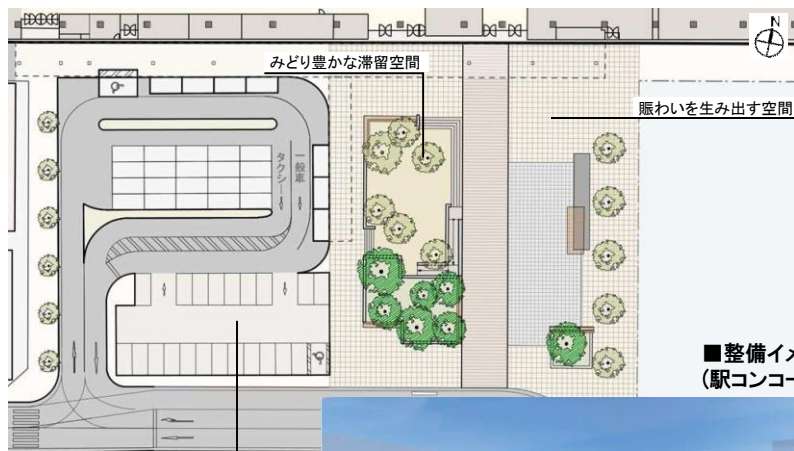 N
みどり豊かな滞留空間
賑わいを生み出す空間
一般車
タクシー
■整備イメ
(駅コンコー